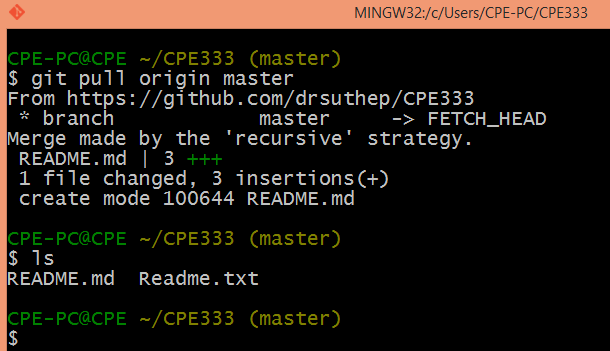 MINGW32:/c/Users/CPE-PC/CPE333
CPE-PC@CPE ~/CPE333 (master)
$ git pull origin master
From https://github.com/drsuthep/CPE333
 * branch            master     -> FETCH_HEAD
Merge made by the 'recursive' strategy.
 README.md | 3 +++
 1 file changed, 3 insertions(+)
 create mode 100644 README.md
CPE-PC@CPE ~/CPE333 (master)
$ ls
README.md  Readme.txt
CPE-PC@CPE ~/CPE333 (master)
$